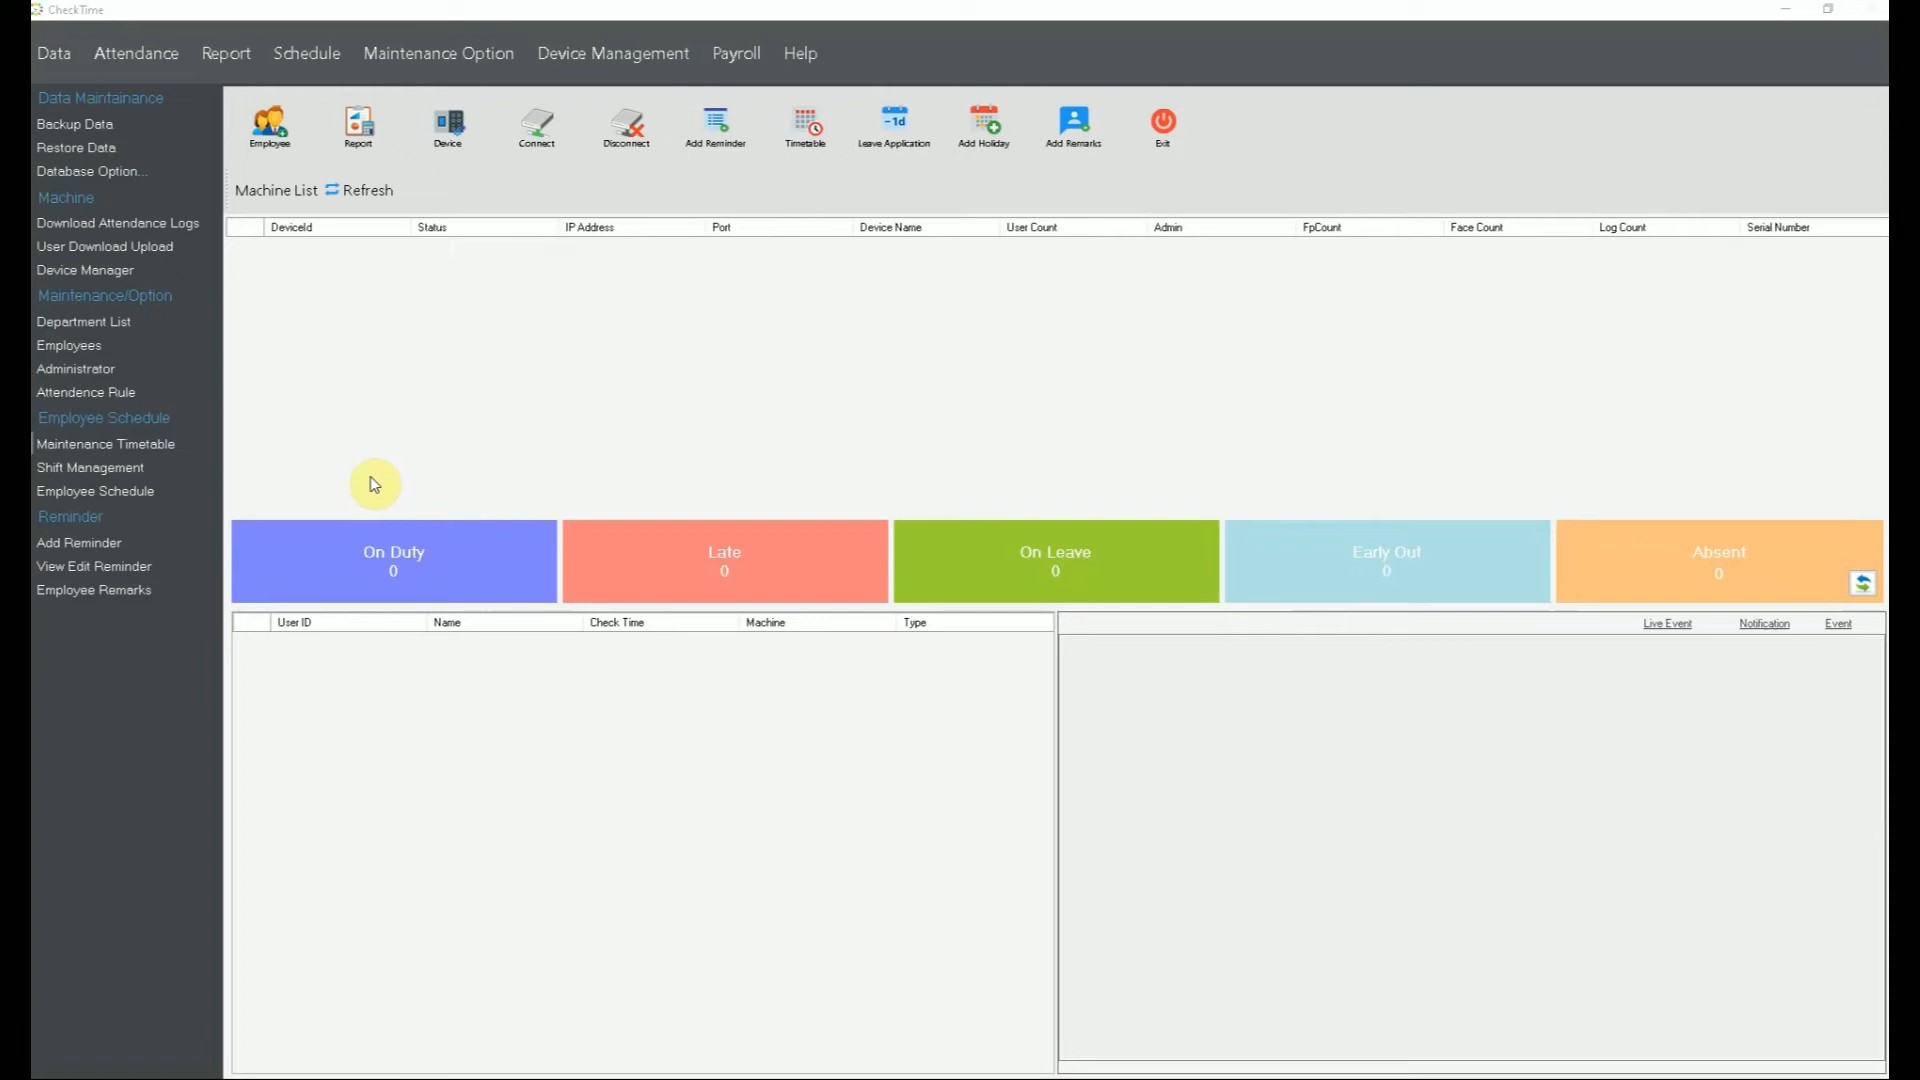 CheckTime
Data Attendance Report Schedule Maintenance Option Device Management Payroll Help
Data Maintainance
Backup Data
Restore Data
Database Option...
Machine
Download Attendance Logs
User Download Upload
Device Manager
Maintenance/Option
Department List
Employees
Administrator
Attendence Rule
Employee Schedule
Maintenance Timetable
Shift Management
Employee Schedule
Reminder
Add Reminder
View Edit Reminder
Employee Remarks
Employee Report Device Connect Disconnect Add Reminder Timetable -1d Leave Application Add Holiday Add Remarks Exit
Machine List Refresh
DeviceId Status IP Address Port Device Name User Count Admin FpCount Face Count Log Count Serial Number
On Duty Late On Leave Early Out Absent
0 0 0 0 0
User ID Name Check Time Machine Type
Live Event Notification Event